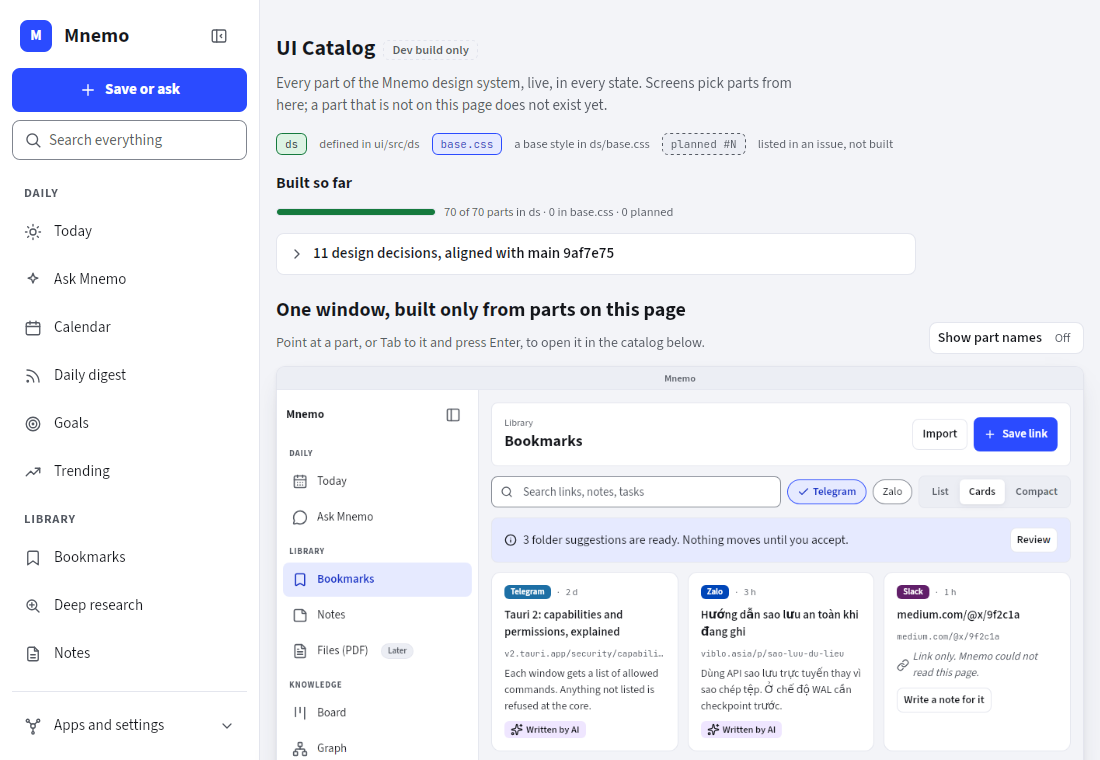 M Mnemo
Save or ask
Search everything
DAILY
Today
Ask Mnemo
Calendar
Daily digest
Goals
Trending
LIBRARY
Bookmarks
Deep research
Notes
Apps and settings
UI Catalog Dev build only
Every part of the Mnemo design system, live, in every state. Screens pick parts from
here; a part that is not on this page does not exist yet.
ds defined in ui/src/ds base.css a base style in ds/base.css planned #N listed in an issue, not built
Built so far
70 of 70 parts in ds · 0 in base.css · 0 planned
11 design decisions, aligned with main 9af7e75
One window, built only from parts on this page
Point at a part, or Tab to it and press Enter, to open it in the catalog below.
Show part names Off
Mnemo
Mnemo
DAILY
Today
Ask Mnemo
LIBRARY
Bookmarks
Notes
Files (PDF) Later
KNOWLEDGE
Board
Graph
Library
Bookmarks
Import
Save link
Search links, notes, tasks
Telegram
Zalo
List Cards Compact
3 folder suggestions are ready. Nothing moves until you accept.
Review
Telegram · 2 d
Tauri 2: capabilities and
permissions, explained
v2.tauri.app/security/capabili…
Each window gets a list of allowed
commands. Anything not listed is
refused at the core.
Written by AI
Zalo · 3 h
Hướng dẫn sao lưu an toàn khi
đang ghi
viblo.asia/p/sao-luu-du-lieu
Dùng API sao lưu trực tuyến thay vì
sao chép tệp. Ở chế độ WAL cần
checkpoint trước.
Written by AI
Slack · 1 h
medium.com/@x/9f2c1a
medium.com/@x/9f2c1a
Link only. Mnemo could not
read this page.
Write a note for it